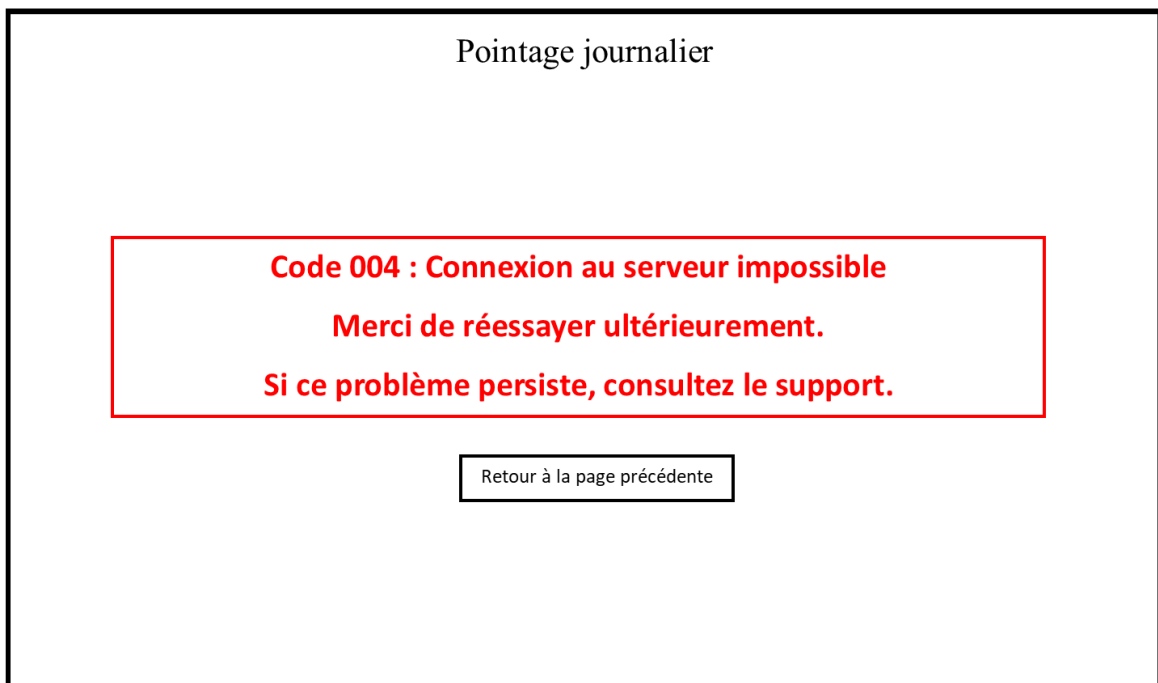 Pointage journalier
Code 004 : Connexion au serveur impossible
Merci de réessayer ultérieurement.
Si ce problème persiste, consultez le support.
Retour à la page précédente